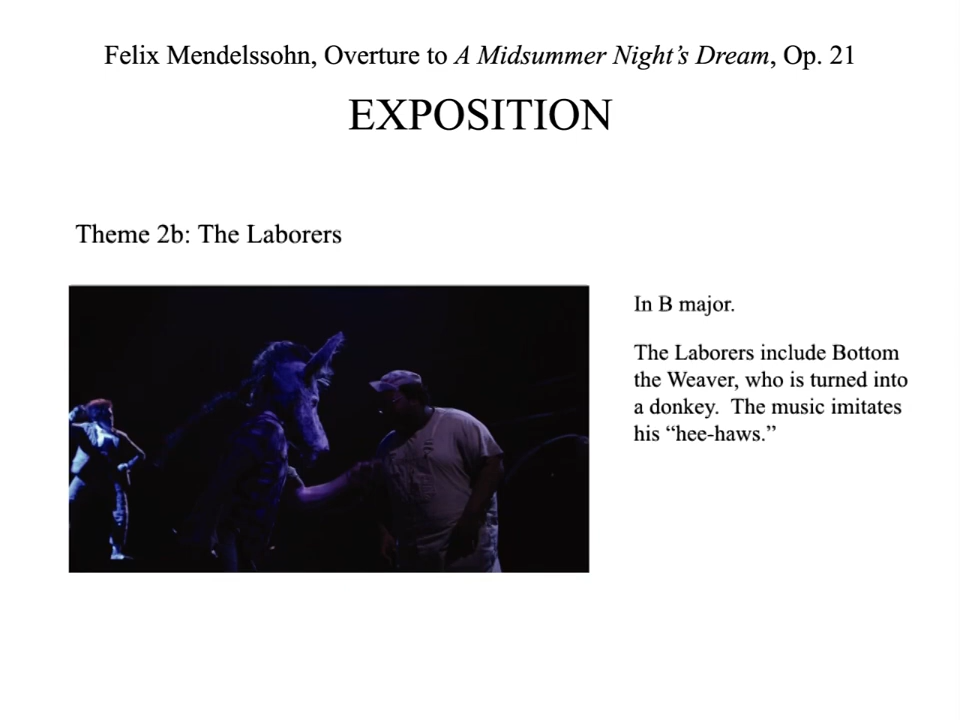 Felix Mendelssohn, Overture to A Midsummer Night’s Dream, Op. 21
EXPOSITION
Theme 2b: The Laborers
In B major.
The Laborers include Bottom
the Weaver, who is turned into
a donkey.  The music imitates
his “hee-haws.”